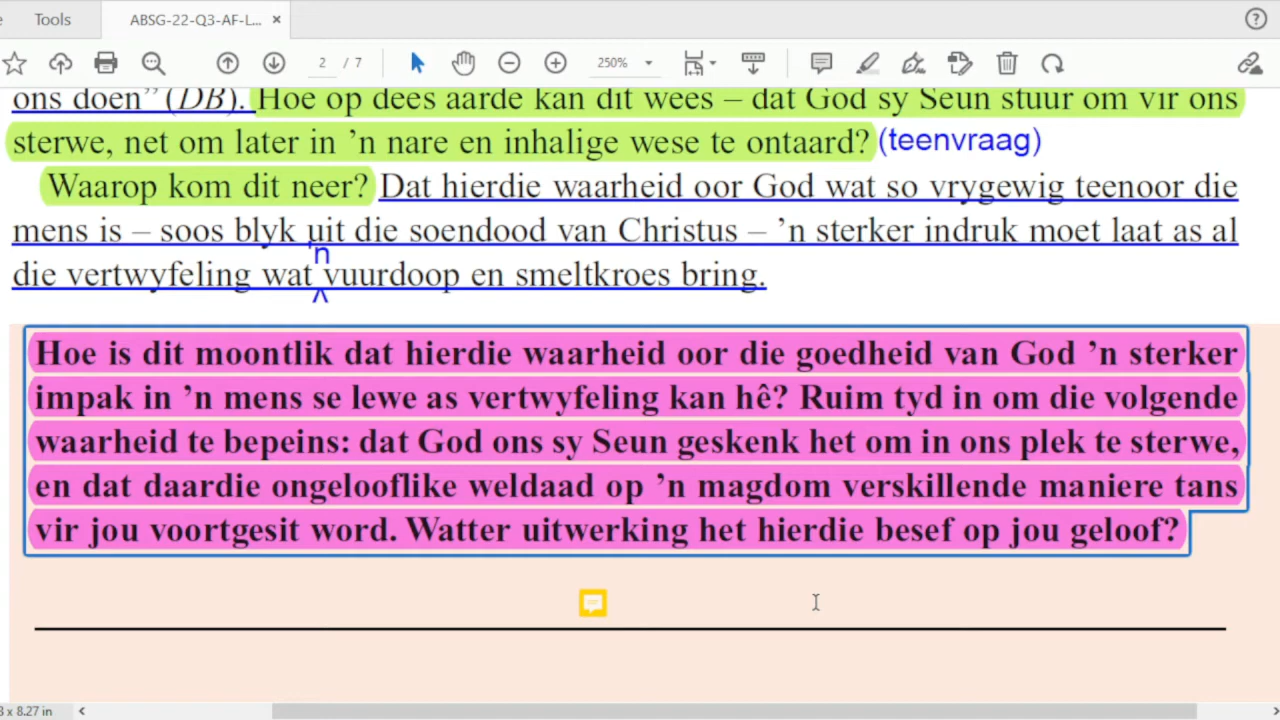 Tools
ABSG-22-Q3-AF-L... ×
2 / 7
250%
ons doen” (DB). Hoe op dees aarde kan dit wees – dat God sy Seun stuur om vir ons
sterwe, net om later in ’n nare en inhalige wese te ontaard? (teenvraag)
Waarop kom dit neer? Dat hierdie waarheid oor God wat so vrygewig teenoor die
mens is – soos blyk uit die soendood van Christus – ’n sterker indruk moet laat as al
'n
die vertwyfeling wat vuurdoop en smeltkroes bring.
^
Hoe is dit moontlik dat hierdie waarheid oor die goedheid van God ’n sterker
impak in ’n mens se lewe as vertwyfeling kan hê? Ruim tyd in om die volgende
waarheid te bepeins: dat God ons sy Seun geskenk het om in ons plek te sterwe,
en dat daardie ongelooflike weldaad op ’n magdom verskillende maniere tans
vir jou voortgesit word. Watter uitwerking het hierdie besef op jou geloof?
x 8.27 in